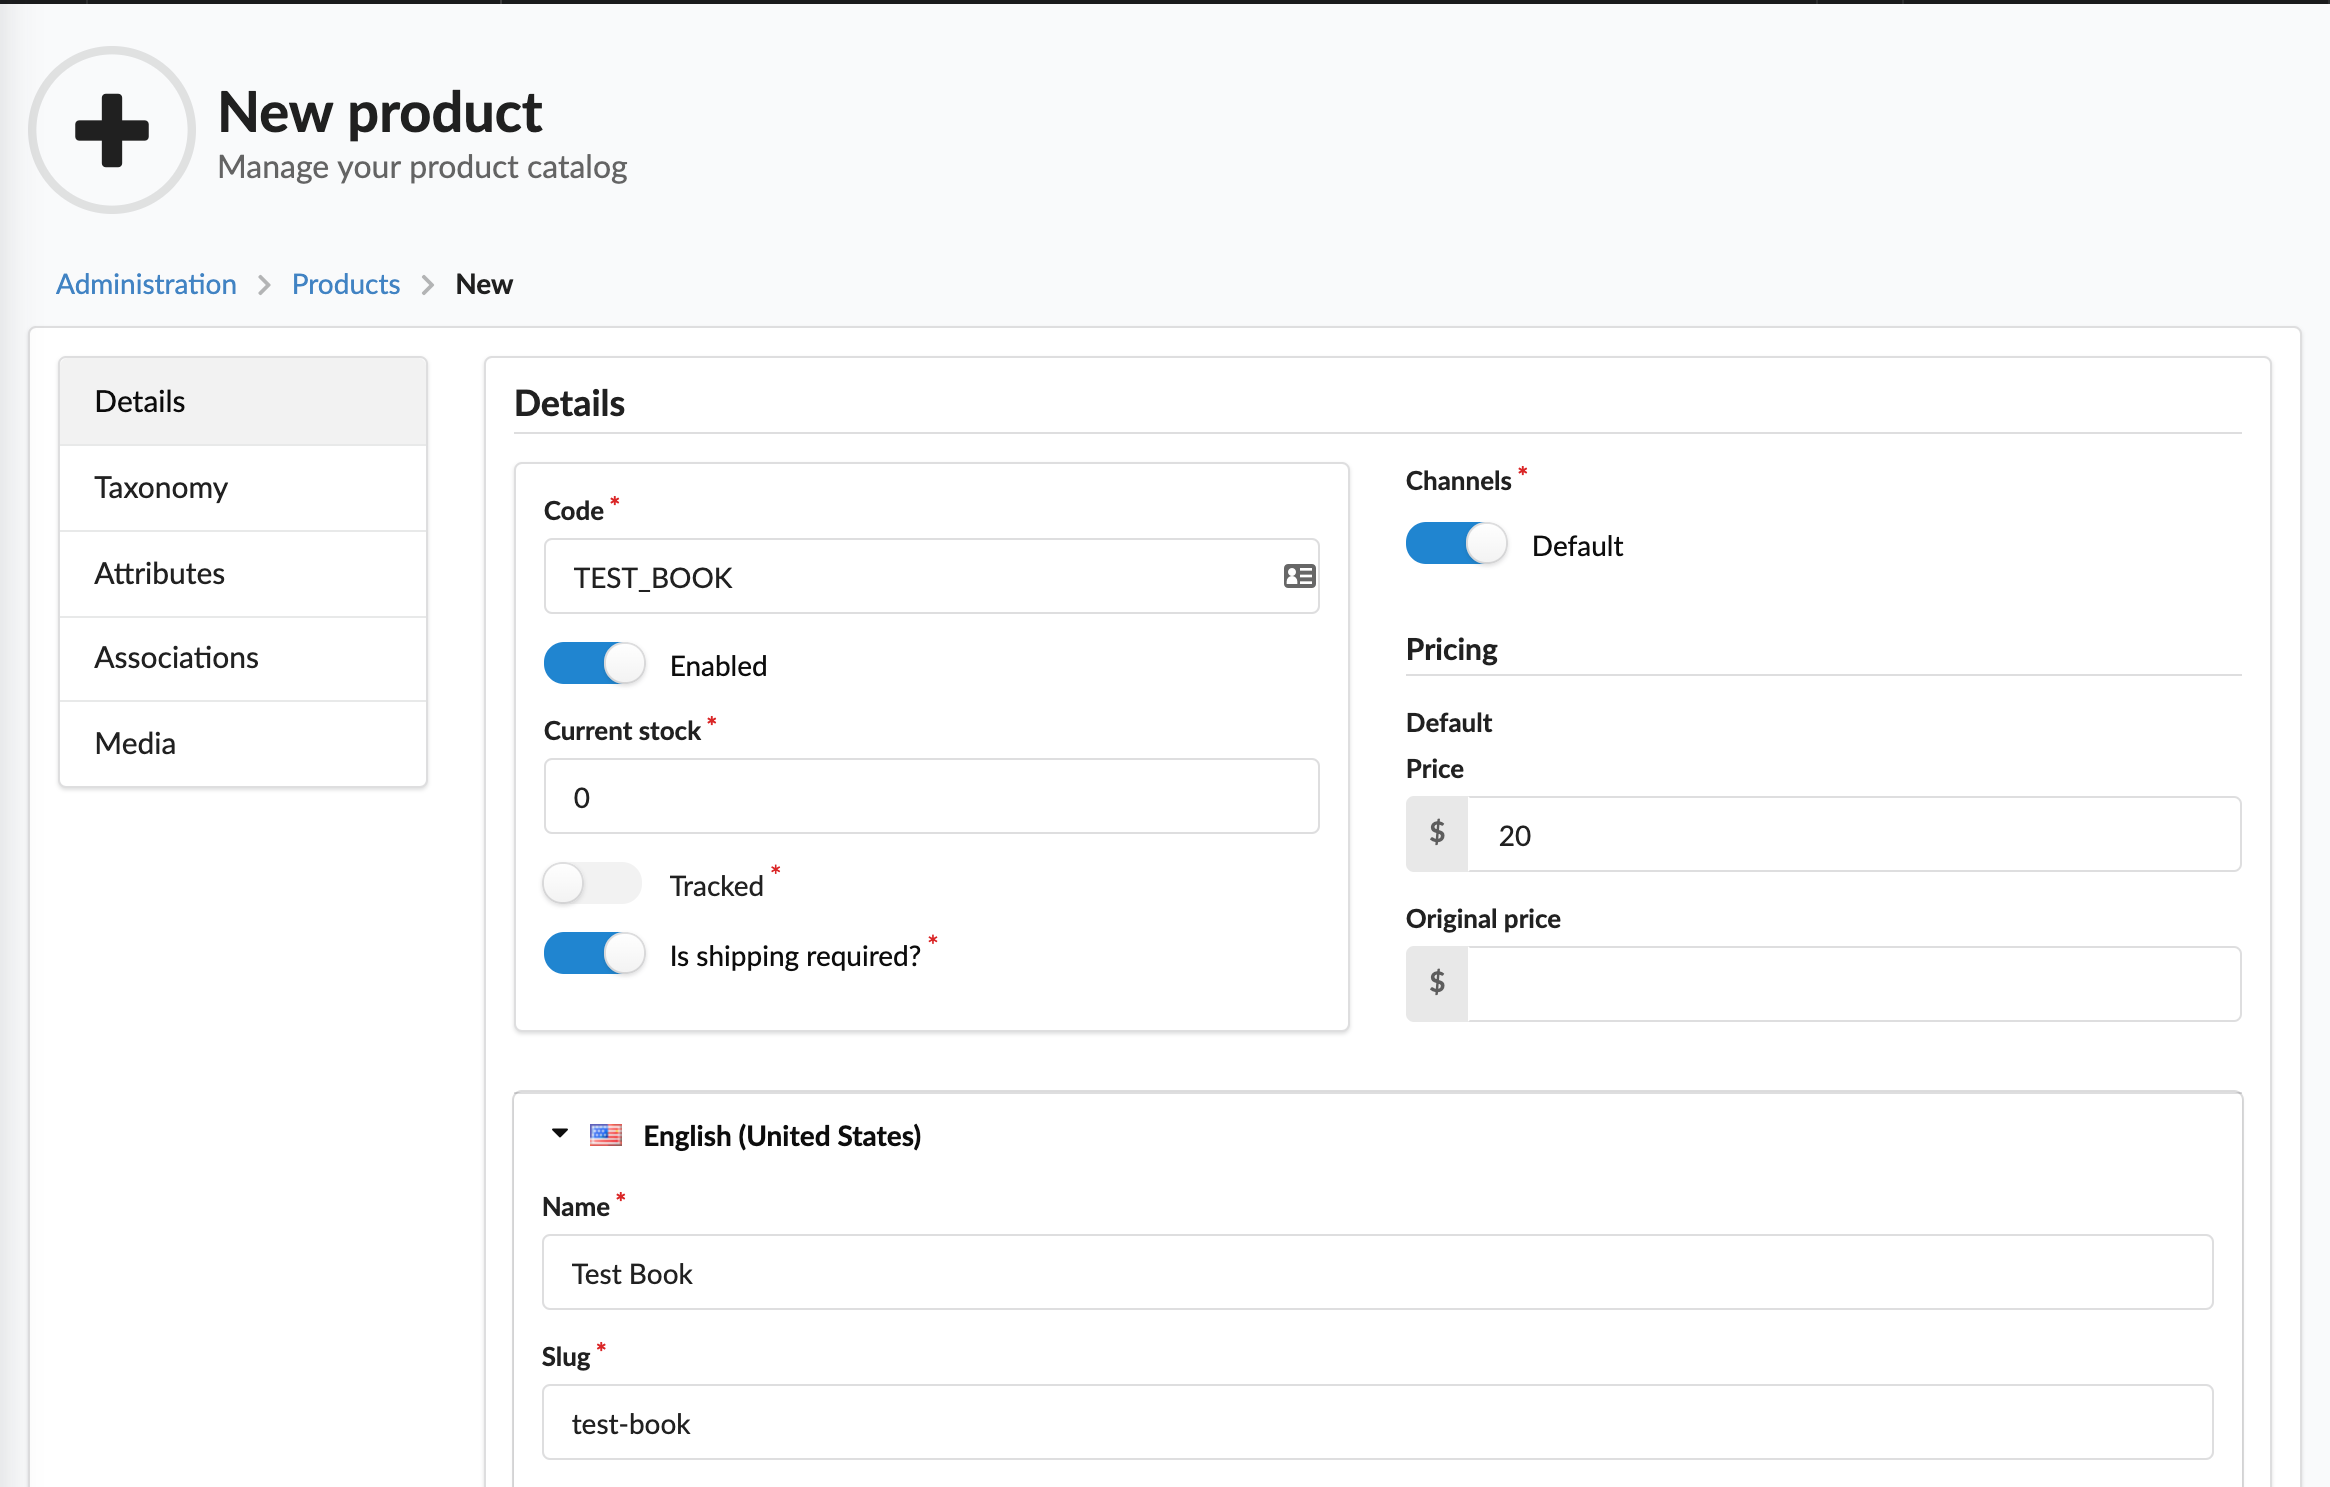 New product
Manage your product catalog
Administration > Products > New
Details
Taxonomy
Attributes
Associations
Media
Details
Code *
TEST_BOOK
Enabled
Current stock *
0
Tracked *
Is shipping required? *
Channels *
Default
Pricing
Default
Price
$ 20
Original price
$
English (United States)
Name *
Test Book
Slug *
test-book